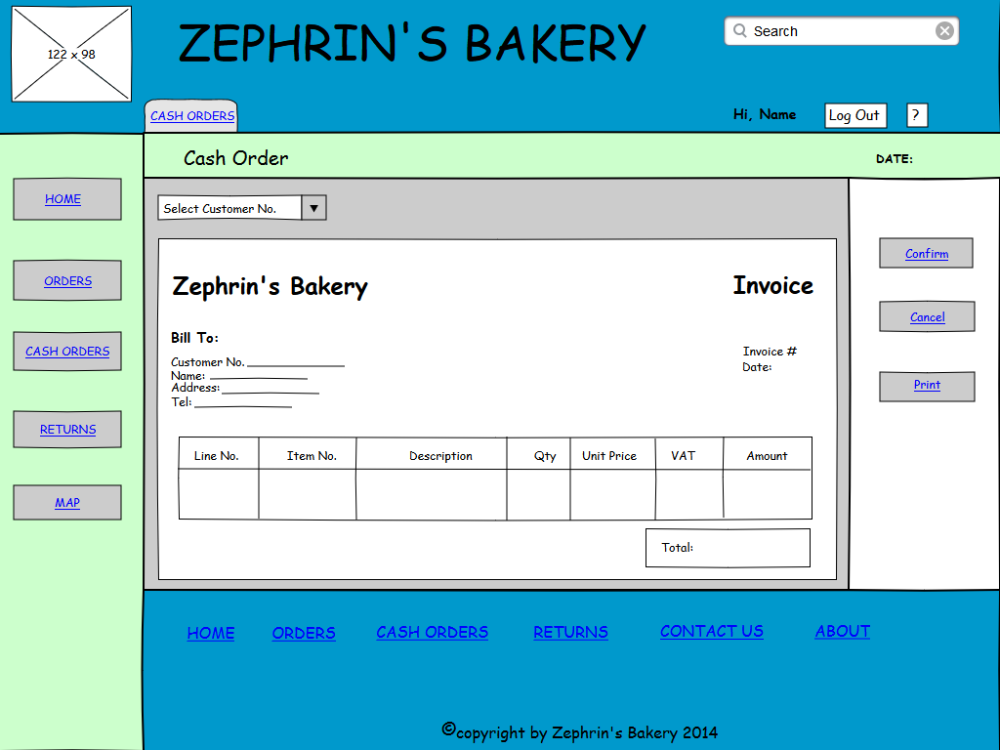 122 x 98
ZEPHRIN'S BAKERY
Search
CASH ORDERS
Hi, Name
Log Out
?
Cash Order
DATE:
HOME
ORDERS
CASH ORDERS
RETURNS
MAP
Select Customer No.
Zephrin's Bakery
Invoice
Bill To:
Customer No.
Name:
Address:
Tel:
Invoice #
Date:
Line No. Item No. Description Qty Unit Price VAT Amount
Total:
Confirm
Cancel
Print
HOME ORDERS CASH ORDERS RETURNS CONTACT US ABOUT
©copyright by Zephrin's Bakery 2014